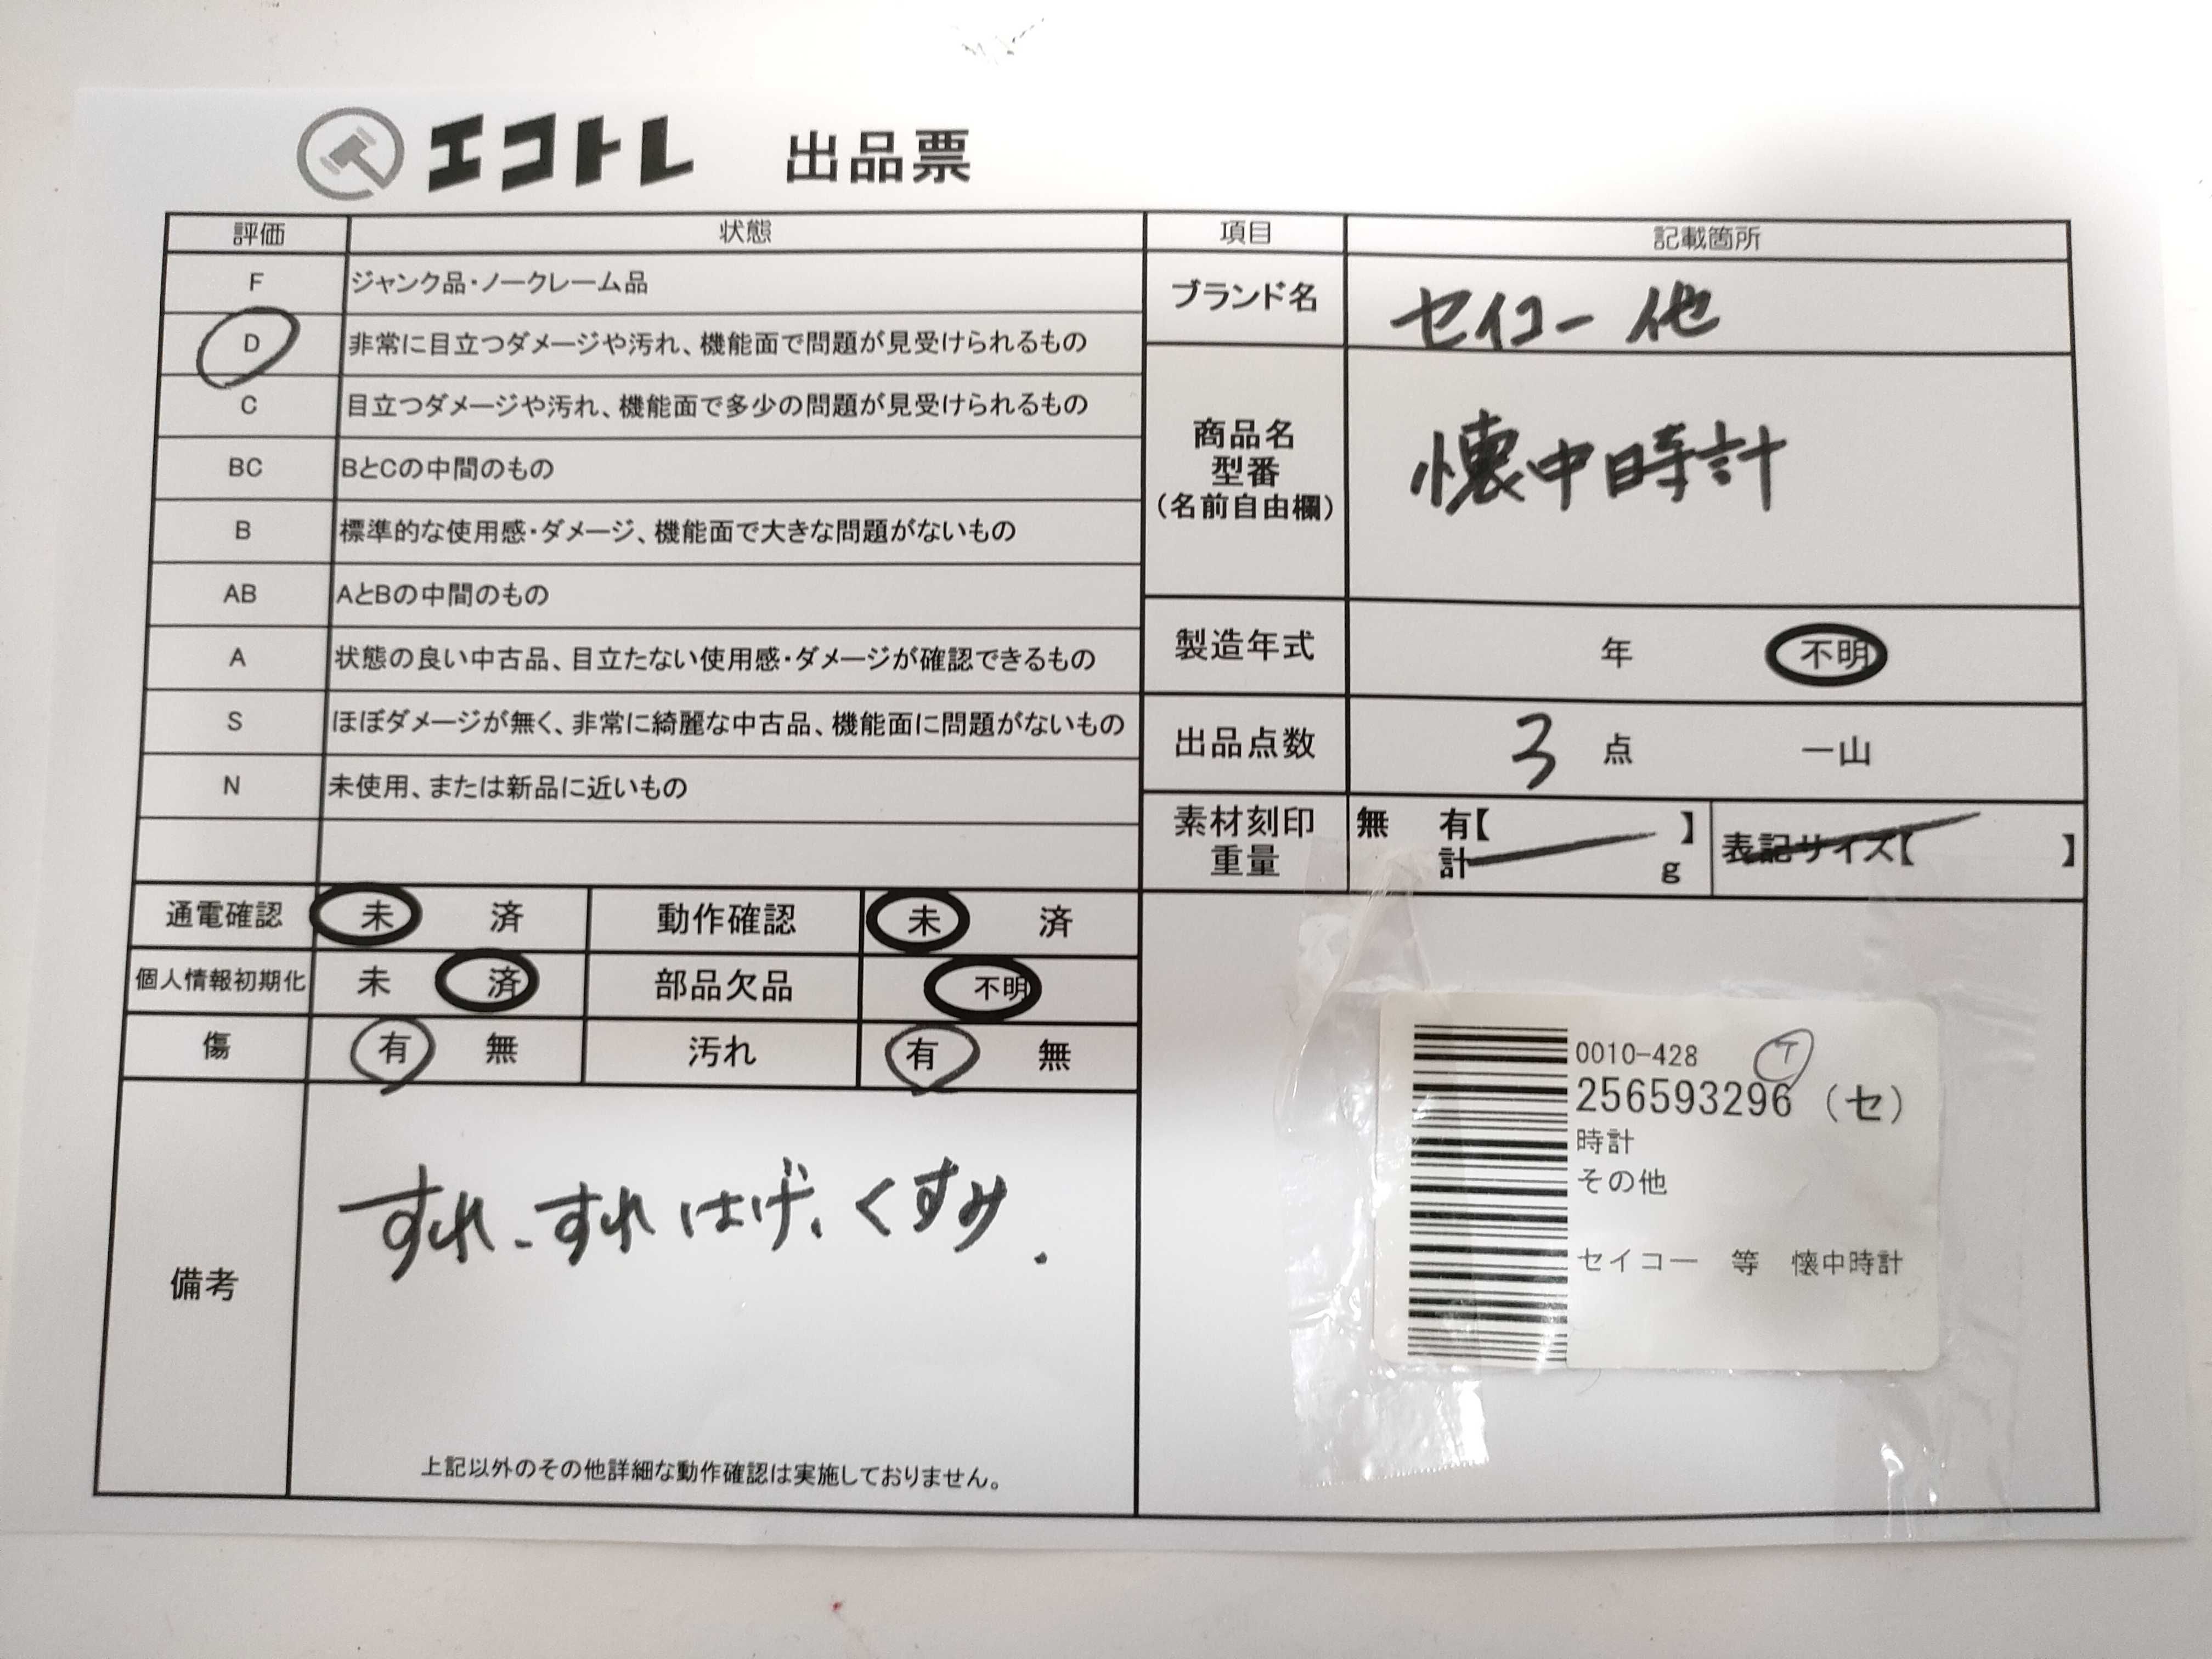 エコトレ 出品票
評価 状態
F ジャンク品・ノークレーム品
D 非常に目立つダメージや汚れ、機能面で問題が見受けられるもの
C 目立つダメージや汚れ、機能面で多少の問題が見受けられるもの
BC BとCの中間のもの
B 標準的な使用感・ダメージ、機能面で大きな問題がないもの
AB AとBの中間のもの
A 状態の良い中古品、目立たない使用感・ダメージが確認できるもの
S ほぼダメージが無く、非常に綺麗な中古品、機能面に問題がないもの
N 未使用、または新品に近いもの
項目 記載箇所
ブランド名 セイコー 他
商品名
型番
(名前自由欄)
懐中時計
製造年式 年 不明
出品点数 3 点 一山
素材刻印
重量
無 有【 】
計 g
表記サイズ【 】
通電確認 未 済 動作確認 未 済
個人情報初期化 未 済 部品欠品 不明
傷 有 無 汚れ 有 無
備考
すれ、すれはげ、くすみ.
上記以外のその他詳細な動作確認は実施しておりません。
0010-428 T
256593296 (セ)
時計
その他
セイコー 等 懐中時計